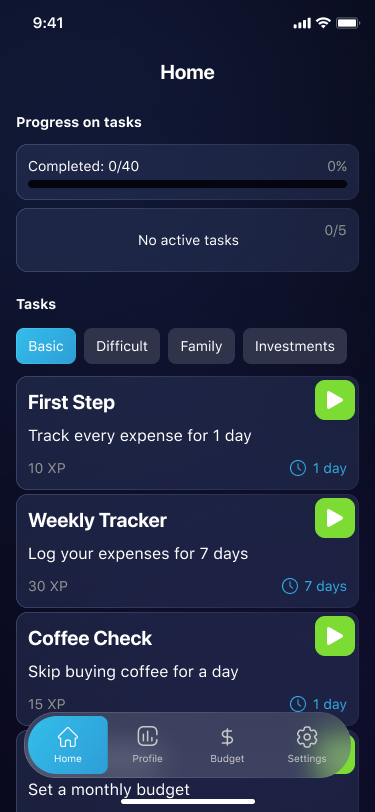 9:41
Home
Progress on tasks
Completed: 0/40 0%
0/5
No active tasks
Tasks
Basic Difficult Family Investments
First Step
Track every expense for 1 day
10 XP 1 day
Weekly Tracker
Log your expenses for 7 days
30 XP 7 days
Coffee Check
Skip buying coffee for a day
15 XP 1 day
Home Profile Budget Settings
Set a monthly budget